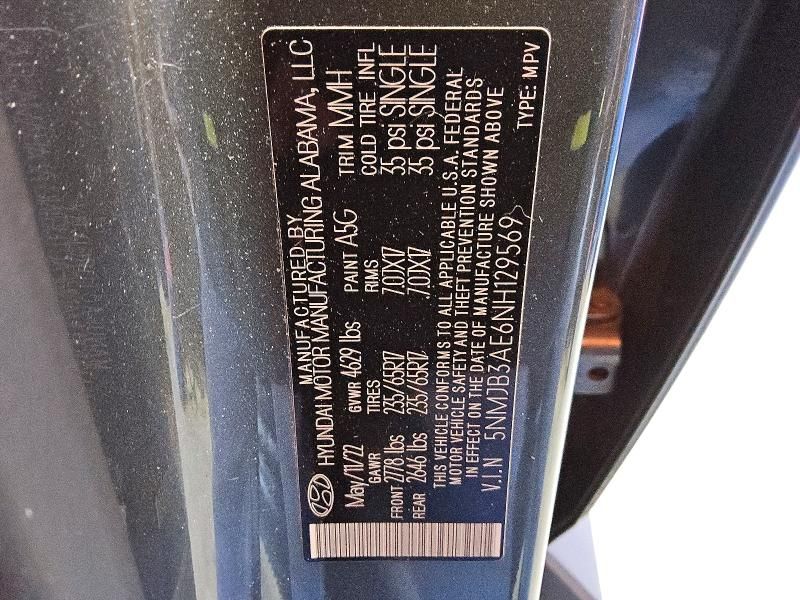 MANUFACTURED BY
HYUNDAI MOTOR MANUFACTURING ALABAMA, LLC
May/11/22 GVWR 4629 lbs PAINT A5G TRIM MMH
GAWR TIRES RIMS COLD TIRE INFL
FRONT 2778 lbs 235/65R17 7.0JX17 35 psi SINGLE
REAR 2646 lbs 235/65R17 7.0JX17 35 psi SINGLE
THIS VEHICLE CONFORMS TO ALL APPLICABLE U.S.A. FEDERAL
MOTOR VEHICLE SAFETY AND THEFT PREVENTION STANDARDS
IN EFFECT ON THE DATE OF MANUFACTURE SHOWN ABOVE
V.I.N 5NMJB3AE6NH129569 TYPE: MPV